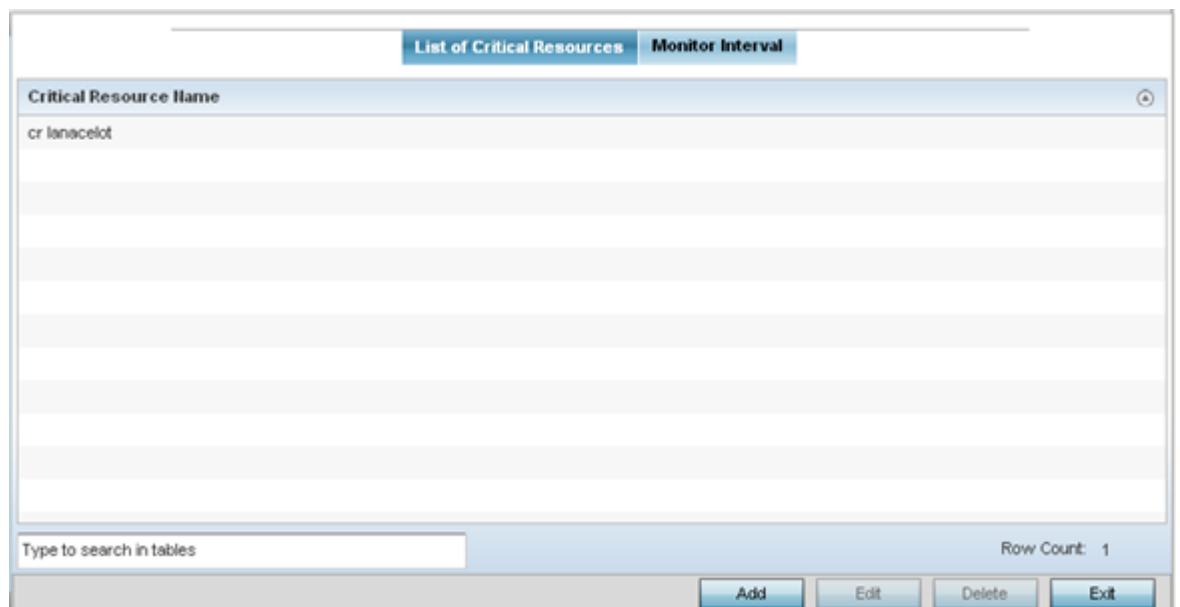 List of Critical Resources Monitor Interval
Critical Resource Name
cr lanacelot
Type to search in tables Row Count: 1
Add Edit Delete Exit